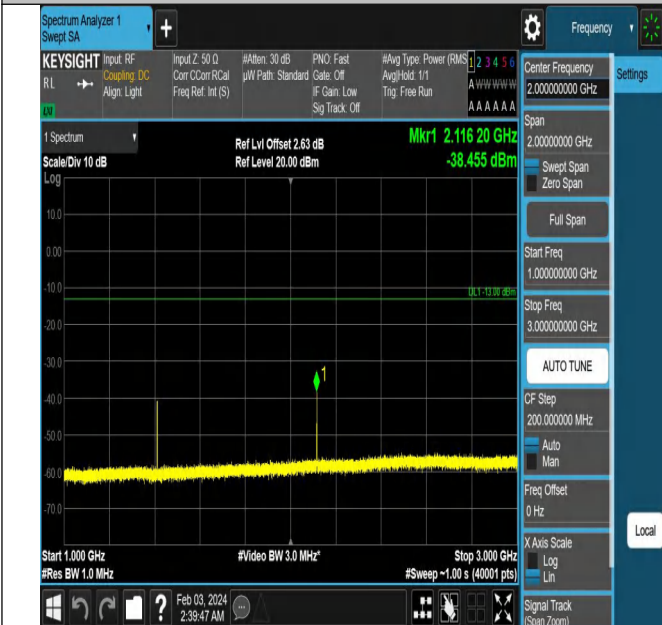 Spectrum Analyzer 1
Swept SA
+
Frequency
KEYSIGHT
RL
LXI
Input: RF
Coupling: DC
Align: Light
Input Z: 50 Ω
Corr CCorr RCal
Freq Ref: Int (S)
#Atten: 30 dB
µW Path: Standard
PNO: Fast
Gate: Off
IF Gain: Low
Sig Track: Off
#Avg Type: Power (RMS
Avg|Hold: 1/1
Trig: Free Run
1 2 3 4 5 6
A W W W W W
A A A A A A
1 Spectrum
Scale/Div 10 dB
Log
Ref Lvl Offset 2.63 dB
Ref Level 20.00 dBm
Mkr1 2.116 20 GHz
-38.455 dBm
10.0
0.00
-10.0
DL1 -13.00 dBm
-20.0
-30.0
1
-40.0
-50.0
-60.0
-70.0
Start 1.000 GHz
#Res BW 1.0 MHz
#Video BW 3.0 MHz*
Stop 3.000 GHz
#Sweep ~1.00 s (40001 pts)
?
Feb 03, 2024
2:39:47 AM
Center Frequency
2.000000000 GHz
Settings
Span
2.00000000 GHz
Swept Span
Zero Span
Full Span
Start Freq
1.000000000 GHz
Stop Freq
3.000000000 GHz
AUTO TUNE
CF Step
200.000000 MHz
Auto
Man
Freq Offset
0 Hz
X Axis Scale
Log
Lin
Local
Signal Track
(Span Zoom)